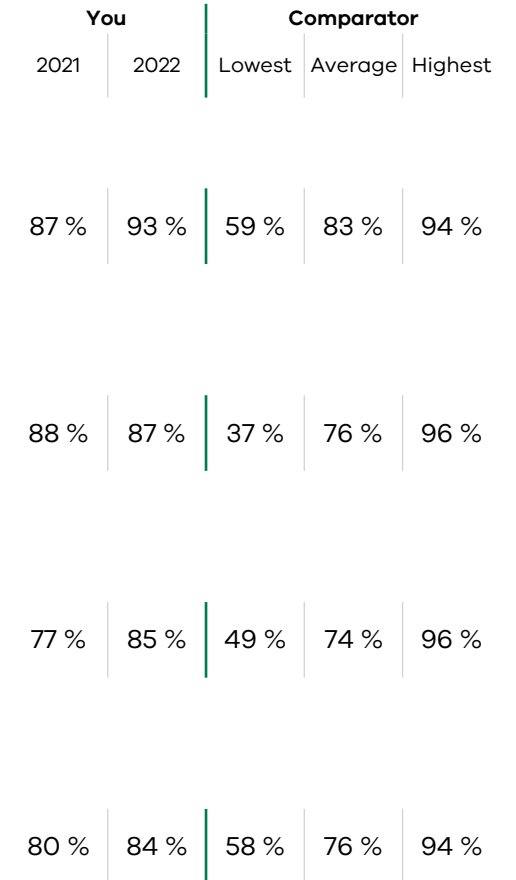 You Comparator
2021 2022 Lowest Average Highest
87 % 93 % 59 % 83 % 94 %
88 % 87 % 37 % 76 % 96 %
77 % 85 % 49 % 74 % 96 %
80 % 84 % 58 % 76 % 94 %